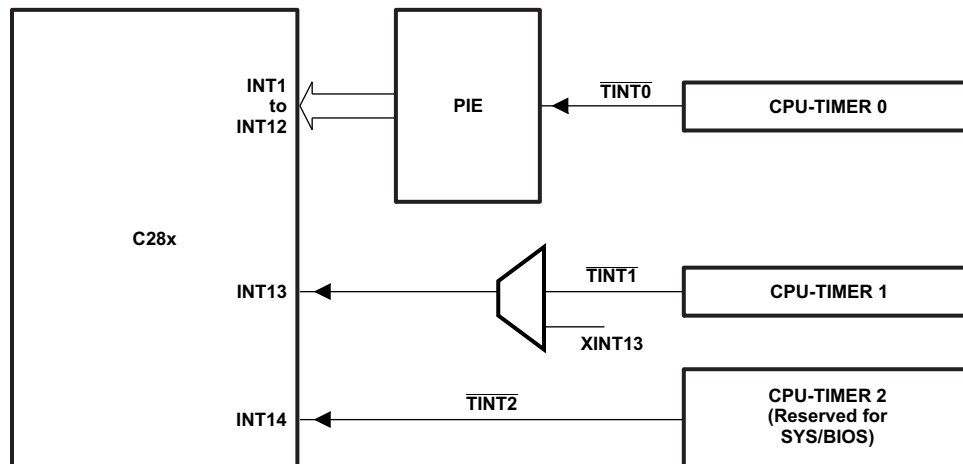 INT1
to
INT12
PIE
TINT0
CPU-TIMER 0
C28x
INT13
TINT1
CPU-TIMER 1
XINT13
INT14
TINT2
CPU-TIMER 2
(Reserved for
SYS/BIOS)